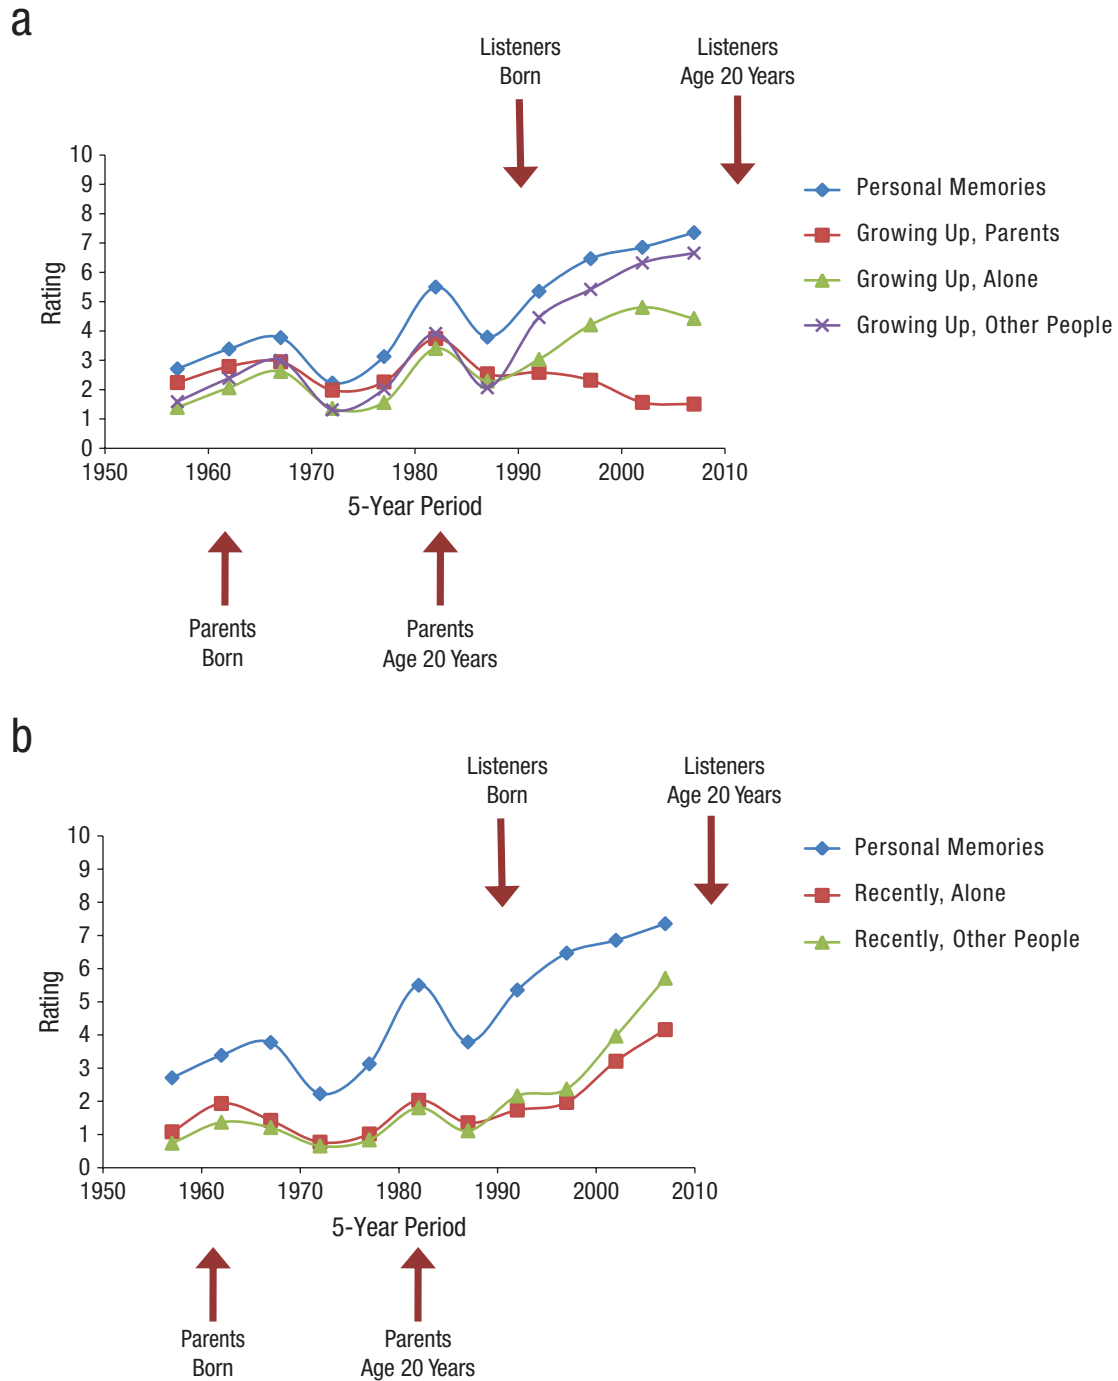 a
Listeners
Born
Listeners
Age 20 Years
10
9
8
7
6
5
4
3
2
1
0
Rating
1950 1960 1970 1980 1990 2000 2010
5-Year Period
Personal Memories
Growing Up, Parents
Growing Up, Alone
Growing Up, Other People
Parents
Born
Parents
Age 20 Years
b
Listeners
Born
Listeners
Age 20 Years
10
9
8
7
6
5
4
3
2
1
0
Rating
1950 1960 1970 1980 1990 2000 2010
5-Year Period
Personal Memories
Recently, Alone
Recently, Other People
Parents
Born
Parents
Age 20 Years